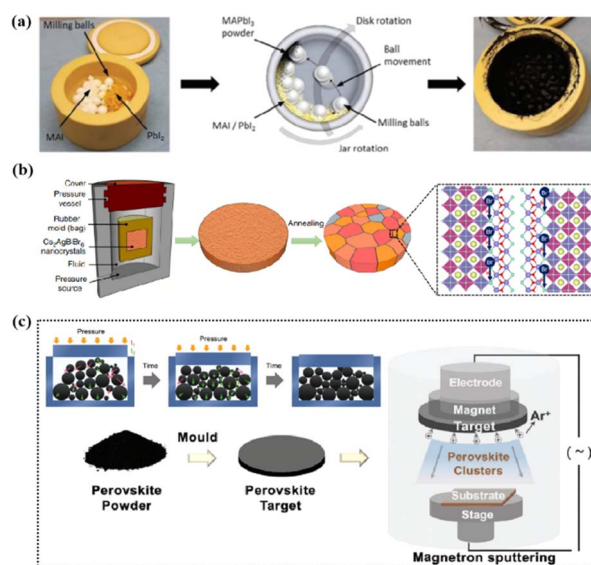 (a)
Milling balls
MAI
PbI2
MAPbI3
powder
Disk rotation
Ball
movement
MAI / PbI2
Milling balls
Jar rotation
(b)
Cover
Pressure
vessel
Rubber
mold (bag)
Cs2AgBiBr6
nanocrystals
Fluid
Pressure
source
Annealing
(c)
Pressure
Pressure
Time
Time
Mould
Perovskite
Powder
Perovskite
Target
Electrode
Magnet
Target
Ar+
Perovskite
Clusters
Substrate
Stage
(~)
Magnetron sputtering